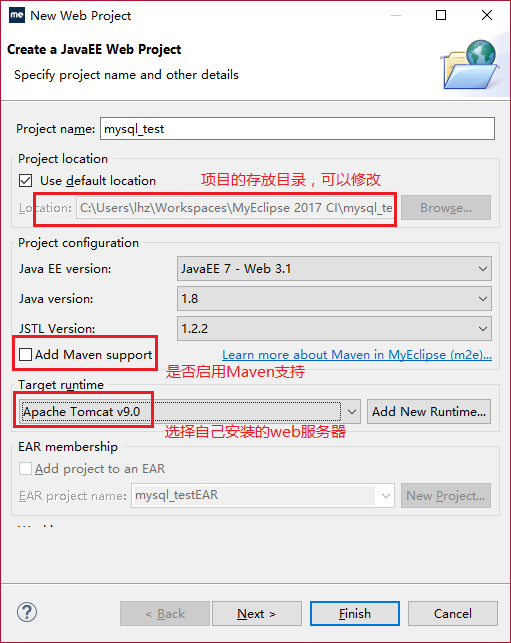 me New Web Project
Create a JavaEE Web Project
Specify project name and other details
Project name: mysql_test
Project location
项目的存放目录，可以修改
Use default location
Location: C:\Users\lhz\Workspaces\MyEclipse 2017 CI\mysql_te Browse...
Project configuration
Java EE version: JavaEE 7 - Web 3.1
Java version: 1.8
JSTL Version: 1.2.2
Add Maven support Learn more about Maven in MyEclipse (m2e)...
是否启用Maven支持
Target runtime
Apache Tomcat v9.0 Add New Runtime...
选择自己安装的web服务器
EAR membership
Add project to an EAR
EAR project name: mysql_testEAR New Project...
? < Back Next > Finish Cancel